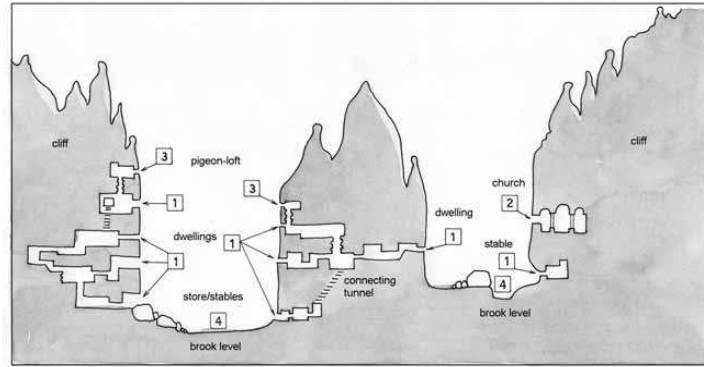 cliff
3
pigeon-loft
1
3
dwellings
1
1
store/stables
4
brook level
connecting
tunnel
dwelling
1
church
2
stable
1
4
brook level
cliff